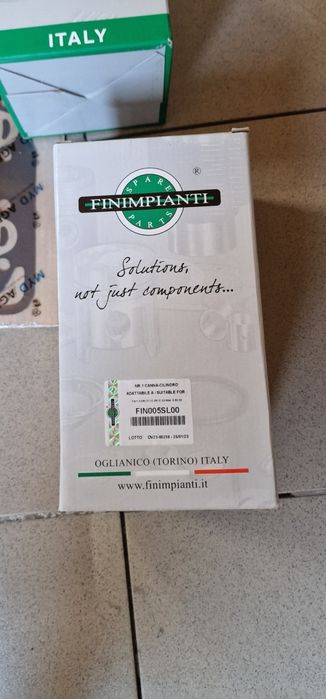 ITALY
SPARE
FINIMPIANTI
®
PARTS
Solutions,
not just components...
NR.1 CANNA CILINDRO
ADATTABILE A / SUITABLE FOR
FIN005SL00
LOTTO
OGLIANICO (TORINO) ITALY
www.finimpianti.it
MYD